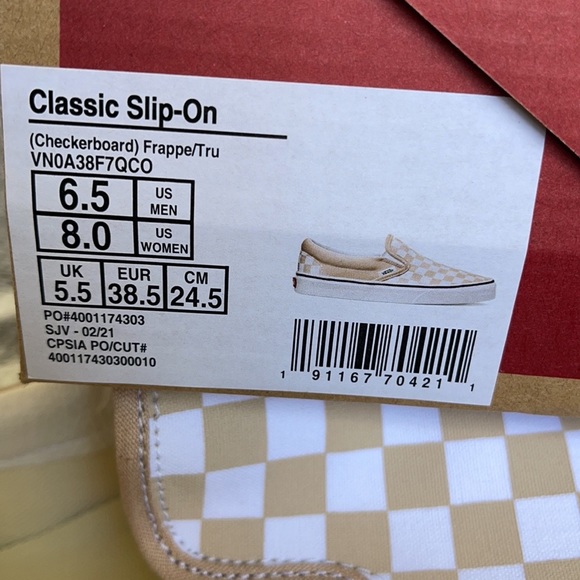 Classic Slip-On
(Checkerboard) Frappe/Tru
VN0A38F7QCO
6.5 US MEN
8.0 US WOMEN
UK EUR CM
5.5 38.5 24.5
PO#4001174303
SJV - 02/21
CPSIA PO/CUT#
400117430300010
1 91167 70421 1